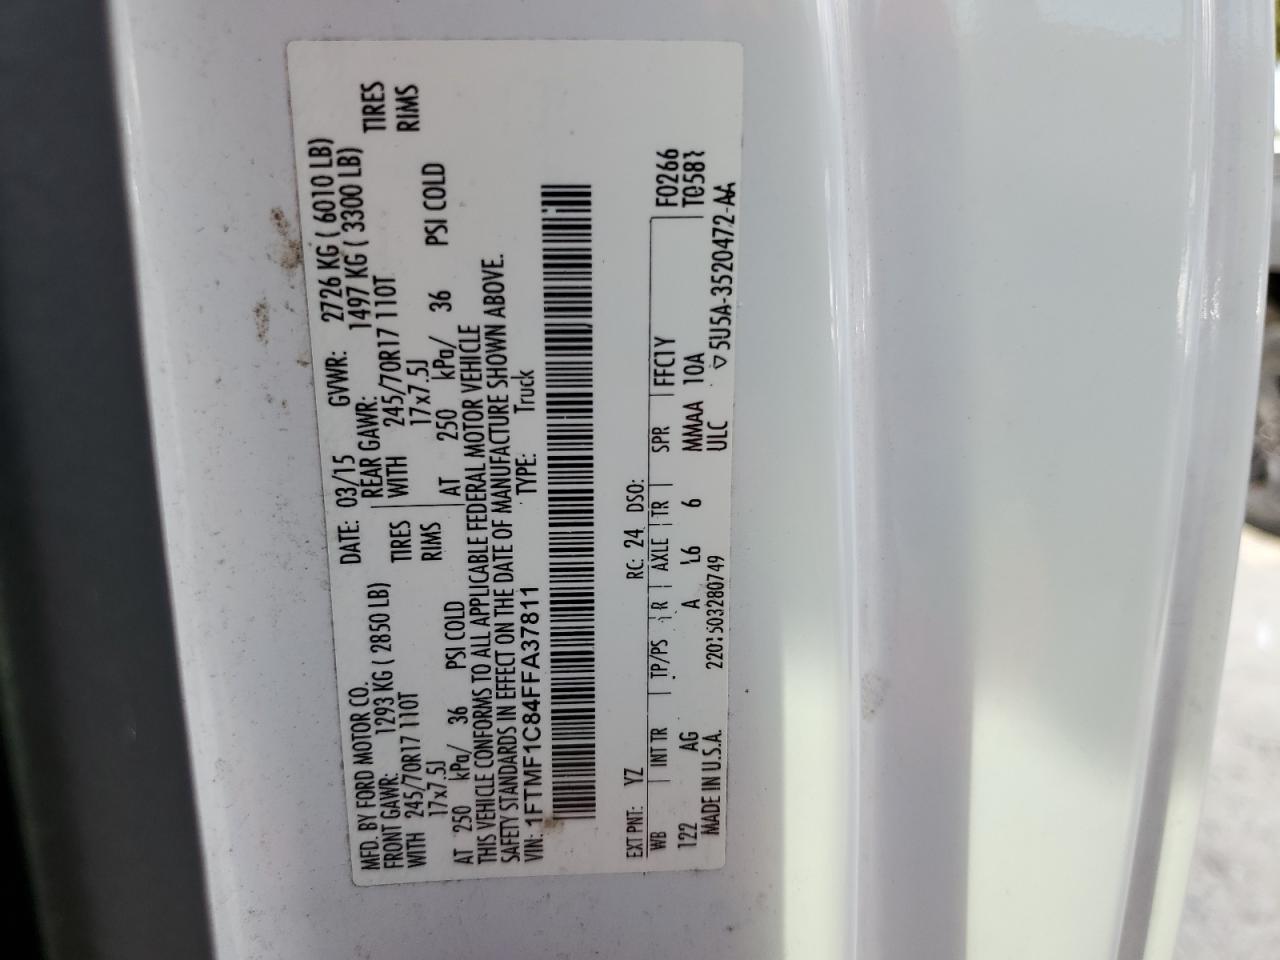 MFD. BY FORD MOTOR CO. DATE: 03/15 GVWR: 2726 KG ( 6010 LB)
FRONT GAWR: 1293 KG ( 2850 LB) REAR GAWR: 1497 KG ( 3300 LB)
WITH 245/70R17 110T TIRES WITH 245/70R17 110T TIRES
17x7.5J RIMS 17x7.5J RIMS
AT 250 kPa/ 36 PSI COLD AT 250 kPa/ 36 PSI COLD
THIS VEHICLE CONFORMS TO ALL APPLICABLE FEDERAL MOTOR VEHICLE
SAFETY STANDARDS IN EFFECT ON THE DATE OF MANUFACTURE SHOWN ABOVE.
VIN: 1FTMF1C84FFA37811 TYPE: Truck
EXT PNT: YZ RC: 24 DSO:
WB INT TR TP/PS R AXLE TR SPR FFC1Y F0266
122 AG A L6 6 MMAA 10A
MADE IN U.S.A. 2201503280749 ULC 5U5A-3520472-AA